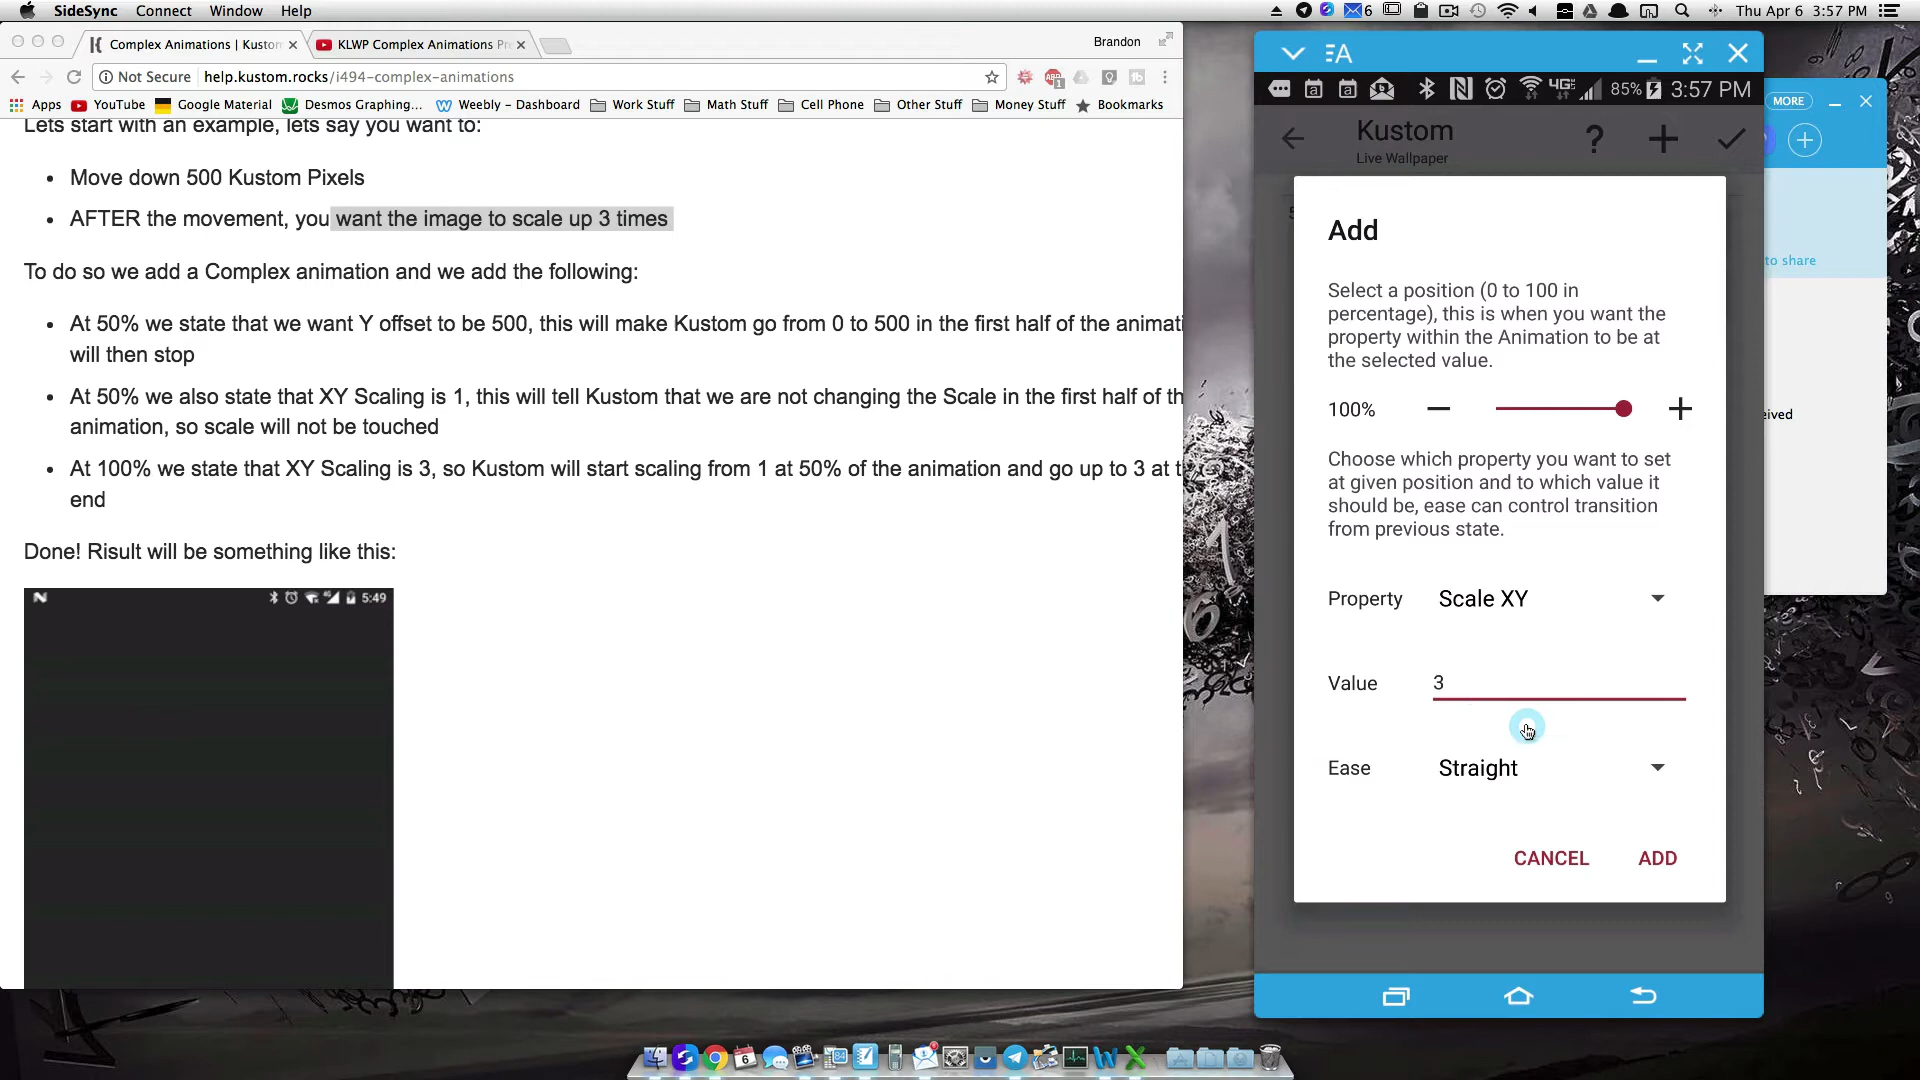 SideSync Connect Window Help
6 Thu Apr 6 3:57 PM
Complex Animations | Kustom
KLWP Complex Animations Pr
Brandon
Not Secure help.kustom.rocks/i494-complex-animations
Apps YouTube Google Material Desmos Graphing... Weebly - Dashboard Work Stuff Math Stuff Cell Phone Other Stuff Money Stuff Bookmarks
Lets start with an example, lets say you want to:
• Move down 500 Kustom Pixels
• AFTER the movement, you want the image to scale up 3 times
To do so we add a Complex animation and we add the following:
• At 50% we state that we want Y offset to be 500, this will make Kustom go from 0 to 500 in the first half of the animati
will then stop
• At 50% we also state that XY Scaling is 1, this will tell Kustom that we are not changing the Scale in the first half of th
animation, so scale will not be touched
• At 100% we state that XY Scaling is 3, so Kustom will start scaling from 1 at 50% of the animation and go up to 3 at t
end
Done! Risult will be something like this:
5:49
85% 3:57 PM
Kustom
Live Wallpaper
Add
Select a position (0 to 100 in
percentage), this is when you want the
property within the Animation to be at
the selected value.
100%
Choose which property you want to set
at given position and to which value it
should be, ease can control transition
from previous state.
Property Scale XY
Value 3
Ease Straight
CANCEL ADD
MORE
to share
eived